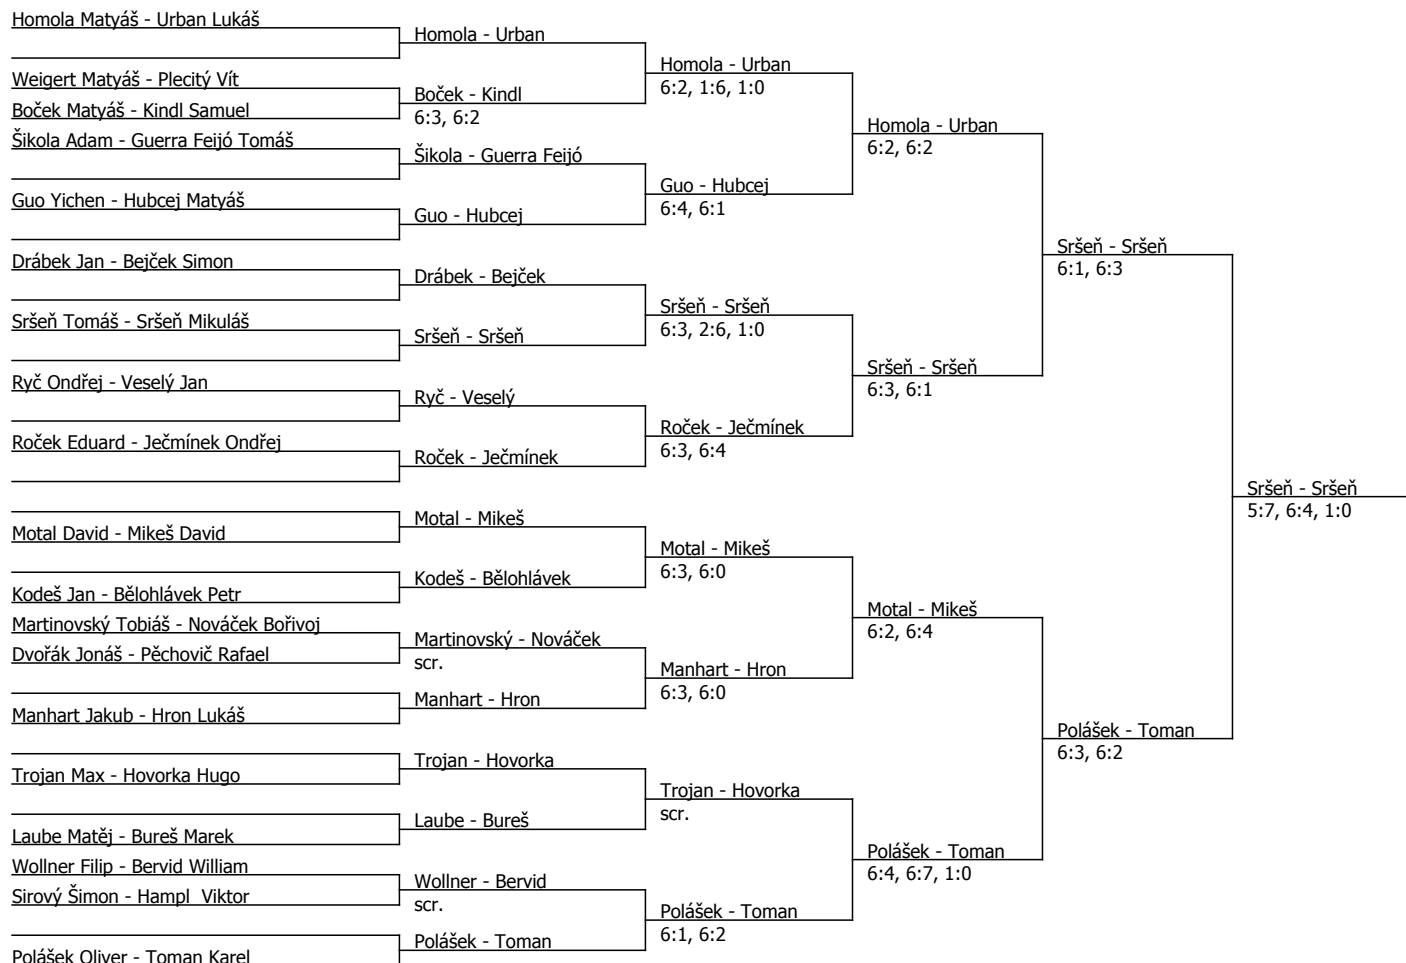 Homola Matyáš - Urban Lukáš
Weigert Matyáš - Plecitý Vít
Boček Matyáš - Kindl Samuel
Šikola Adam - Guerra Feijó Tomáš
Guo Yichen - Hubcej Matyáš
Drábek Jan - Bejček Simon
Sršeň Tomáš - Sršeň Mikuláš
Ryč Ondřej - Veselý Jan
Roček Eduard - Ječmínek Ondřej
Motal David - Mikeš David
Kodeš Jan - Bělohlávek Petr
Martinovský Tobiáš - Nováček Bořivoj
Dvořák Jonáš - Pěchovič Rafael
Manhart Jakub - Hron Lukáš
Trojan Max - Hovorka Hugo
Laube Matěj - Bureš Marek
Wollner Filip - Bervid William
Sirový Šimon - Hampl  Viktor
Polášek Oliver - Toman Karel
Homola - Urban
Boček - Kindl
6:3, 6:2
Šikola - Guerra Feijó
Guo - Hubcej
Drábek - Bejček
Sršeň - Sršeň
Ryč - Veselý
Roček - Ječmínek
Motal - Mikeš
Kodeš - Bělohlávek
Martinovský - Nováček
scr.
Manhart - Hron
Trojan - Hovorka
Laube - Bureš
Wollner - Bervid
scr.
Polášek - Toman
Homola - Urban
6:2, 1:6, 1:0
Guo - Hubcej
6:4, 6:1
Sršeň - Sršeň
6:3, 2:6, 1:0
Roček - Ječmínek
6:3, 6:4
Motal - Mikeš
6:3, 6:0
Manhart - Hron
6:3, 6:0
Trojan - Hovorka
scr.
Polášek - Toman
6:1, 6:2
Homola - Urban
6:2, 6:2
Sršeň - Sršeň
6:3, 6:1
Motal - Mikeš
6:2, 6:4
Polášek - Toman
6:4, 6:7, 1:0
Sršeň - Sršeň
6:1, 6:3
Polášek - Toman
6:3, 6:2
Sršeň - Sršeň
5:7, 6:4, 1:0